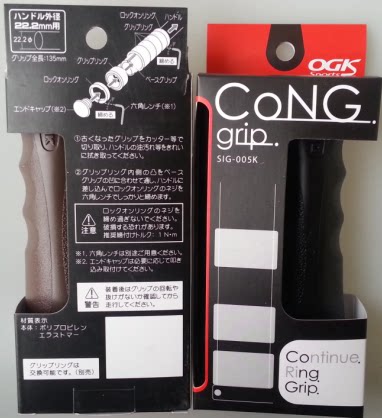 ハンドル外径
22.2mm用
22.2φ
グリップ全長:135mm
ロックオンリング
ハンドル
グリップリング
締める
ロックオンリング
ベースグリップ
締める
エンドキャップ(※2)
六角レンチ(※1)
①古くなったグリップをカッター等で
切り取り、ハンドルの油汚れ等をきれい
に拭き取ってください。
②グリップリング内側の凸をベース
グリップの凹に合わせて通し、ハンドルに
差し込んでロックオンリングのネジを
六角レンチでしっかりと締めます。
注意
ロックオンリングのネジを
締め過ぎないでください。
破損する恐れがあります。
推奨締付けトルク: 1N・m
※1. 六角レンチは別途ご用意ください。
※2. エンドキャップは必要に応じて叩き
込み取付けてください。
警告
装着後はグリップの回転や
抜けがないか確認してから
走行してください。
材質表示
本体:ポリプロピレン
エラストマー
グリップリングは
交換可能です。(別売)
OGK
Sports
CoNG.
grip.
SIG-005K
Continue.
Ring
Grip.